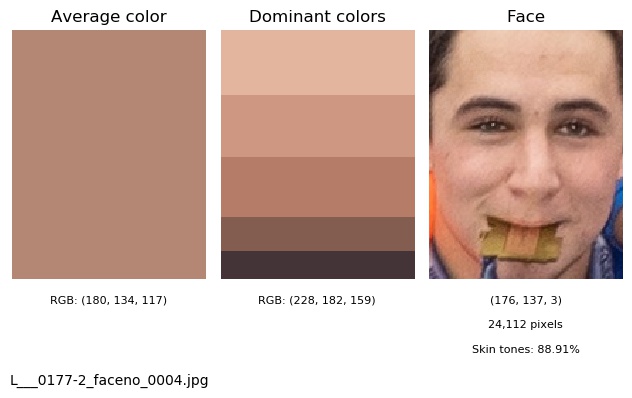 Average color
Dominant colors
Face
RGB: (180, 134, 117)
RGB: (228, 182, 159)
(176, 137, 3)
24,112 pixels
Skin tones: 88.91%
L___0177-2_faceno_0004.jpg